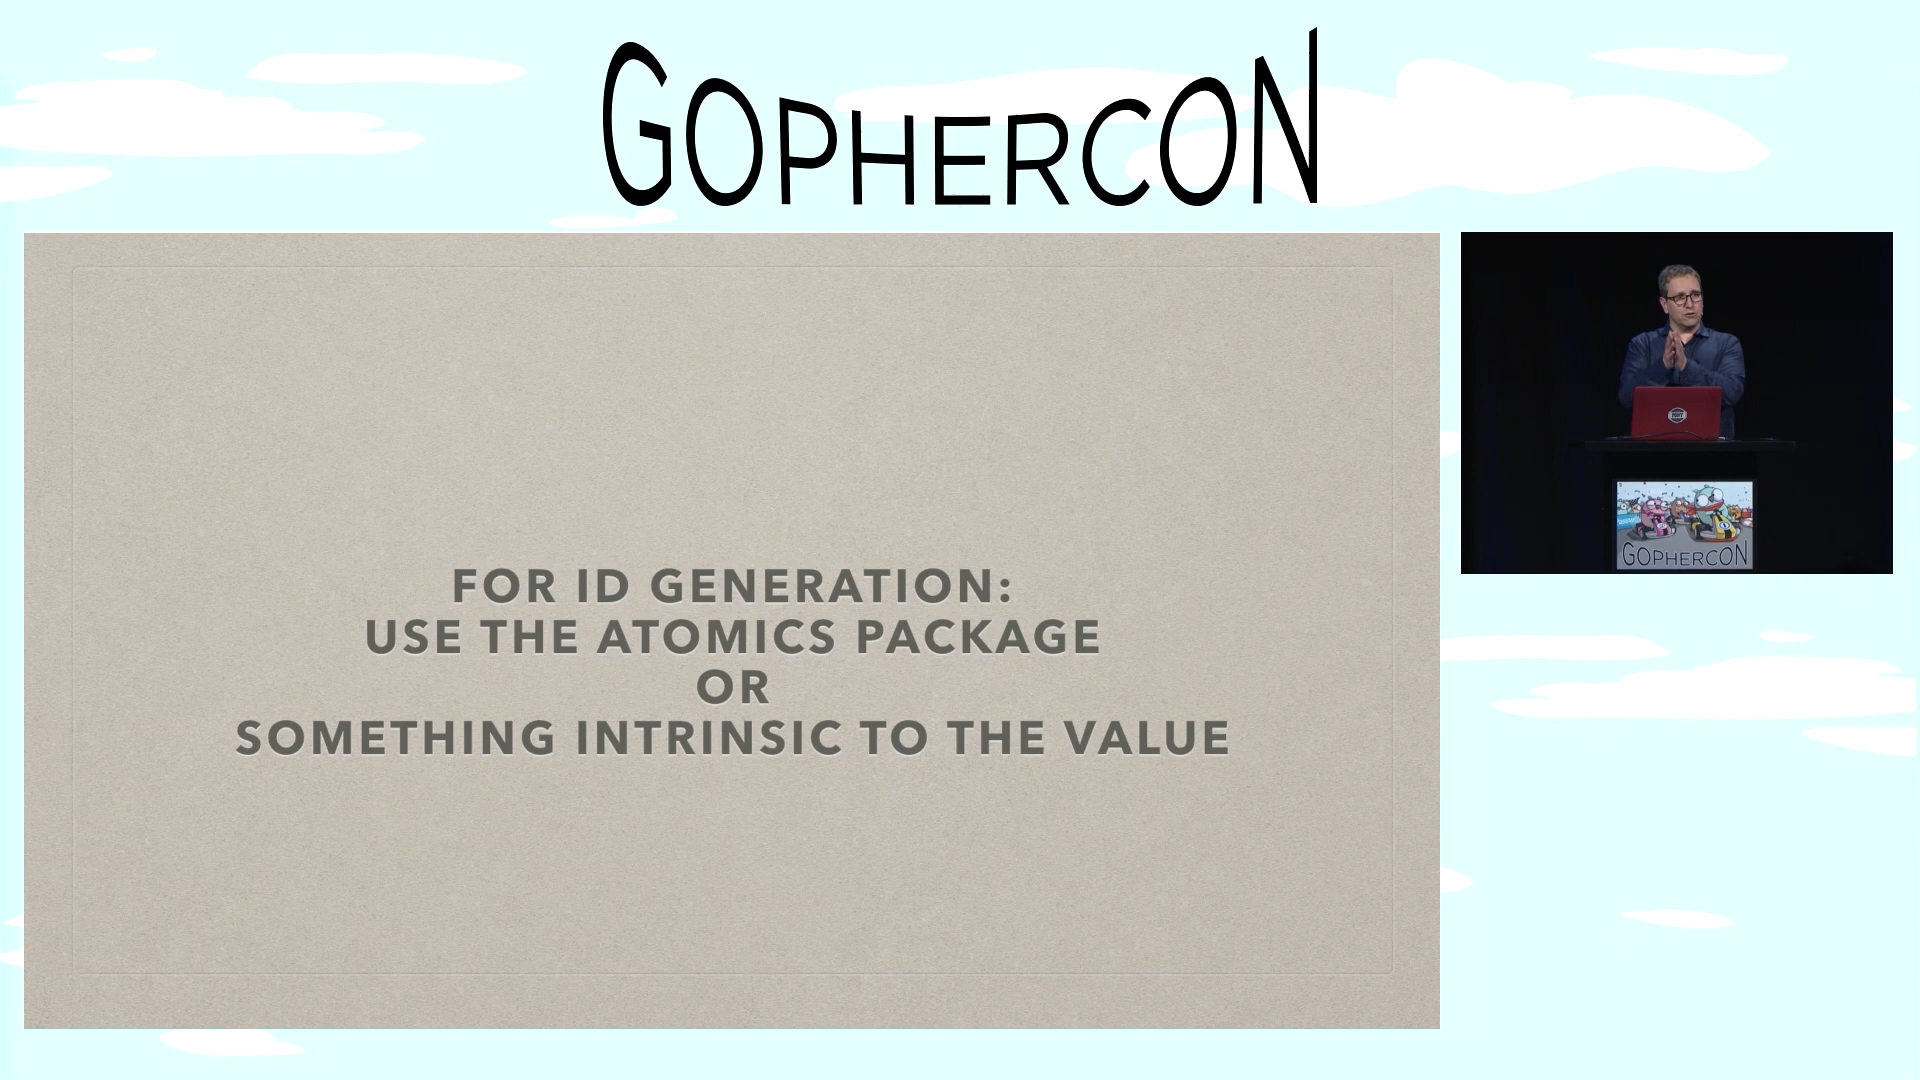 GOPHERCON
FOR ID GENERATION:
USE THE ATOMICS PACKAGE
OR
SOMETHING INTRINSIC TO THE VALUE
GOPHERCON